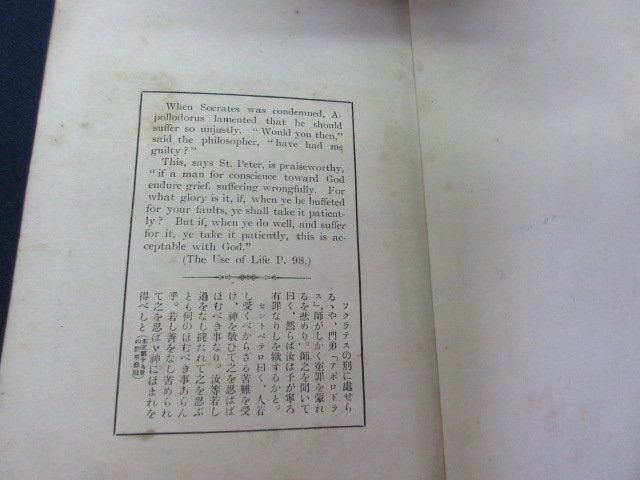 When Socrates was condemned, A-
pollodorus lamented that he should
suffer so unjustly. "Would you then,"
said the philosopher, "have had me
guilty?"
This, says St. Peter, is praiseworthy,
"if a man for conscience toward God
endure grief, suffering wrongfully. For
what glory is it, if, when ye be buffeted
for your faults, ye shall take it patient-
ly? But if, when ye do well, and suffer
for it, ye take it patiently, this is ac-
ceptable with God."
(The Use of Life P. 98.)
ソクラテスの刑に處せら
るゝや、門弟「アポロドラ
ス」、師がしかく寃罪を蒙れ
るを悲めり。師之を聞いて
曰く、然らば汝は予が寧ろ
有罪なりしを幾するかと。
セントペテロ曰く、人若
し受くべからざる苦難を受
け、神を敬ひて之を忍ばば
ほむべき事なり。汝等若し
過をなし撻たれて之を忍ぶ
とも何のほむべき事あらん
乎。若し善をなし苦められ
て之を忍ばゞ神にほまれを
得べしと